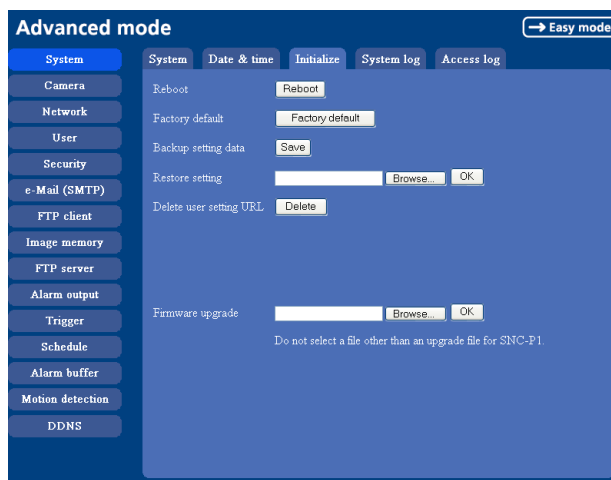 Advanced mode
→ Easy mode
System
Camera
Network
User
Security
e-Mail (SMTP)
FTP client
Image memory
FTP server
Alarm output
Trigger
Schedule
Alarm buffer
Motion detection
DDNS
System Date & time Initialize System log Access log
Reboot Reboot
Factory default Factory default
Backup setting data Save
Restore setting Browse... OK
Delete user setting URL Delete
Firmware upgrade Browse... OK
Do not select a file other than an upgrade file for SNC-P1.